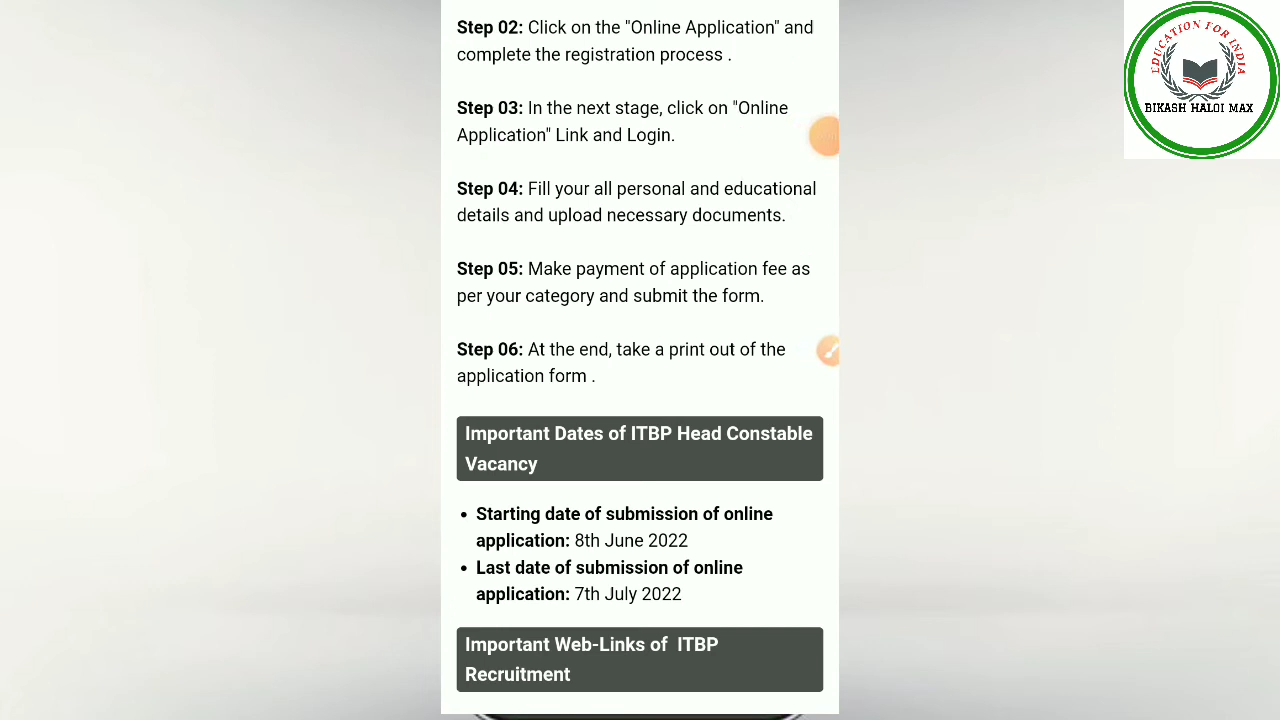 Step 02: Click on the "Online Application" and
complete the registration process .
Step 03: In the next stage, click on "Online
Application" Link and Login.
Step 04: Fill your all personal and educational
details and upload necessary documents.
Step 05: Make payment of application fee as
per your category and submit the form.
Step 06: At the end, take a print out of the
application form .
Important Dates of ITBP Head Constable
Vacancy
• Starting date of submission of online
application: 8th June 2022
• Last date of submission of online
application: 7th July 2022
Important Web-Links of ITBP
Recruitment
EDUCATION FOR INDIA
BIKASH HALOI MAX